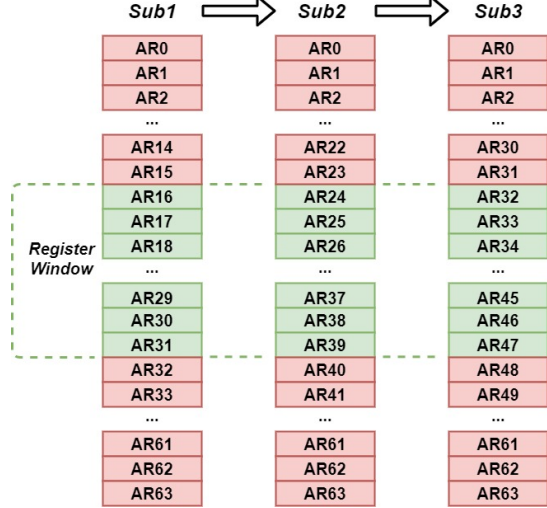 Sub1 Sub2 Sub3
AR0 AR0 AR0
AR1 AR1 AR1
AR2 AR2 AR2
... ... ...
AR14 AR22 AR30
AR15 AR23 AR31
AR16 AR24 AR32
AR17 AR25 AR33
AR18 AR26 AR34
Register
Window
... ... ...
AR29 AR37 AR45
AR30 AR38 AR46
AR31 AR39 AR47
AR32 AR40 AR48
AR33 AR41 AR49
... ... ...
AR61 AR61 AR61
AR62 AR62 AR62
AR63 AR63 AR63